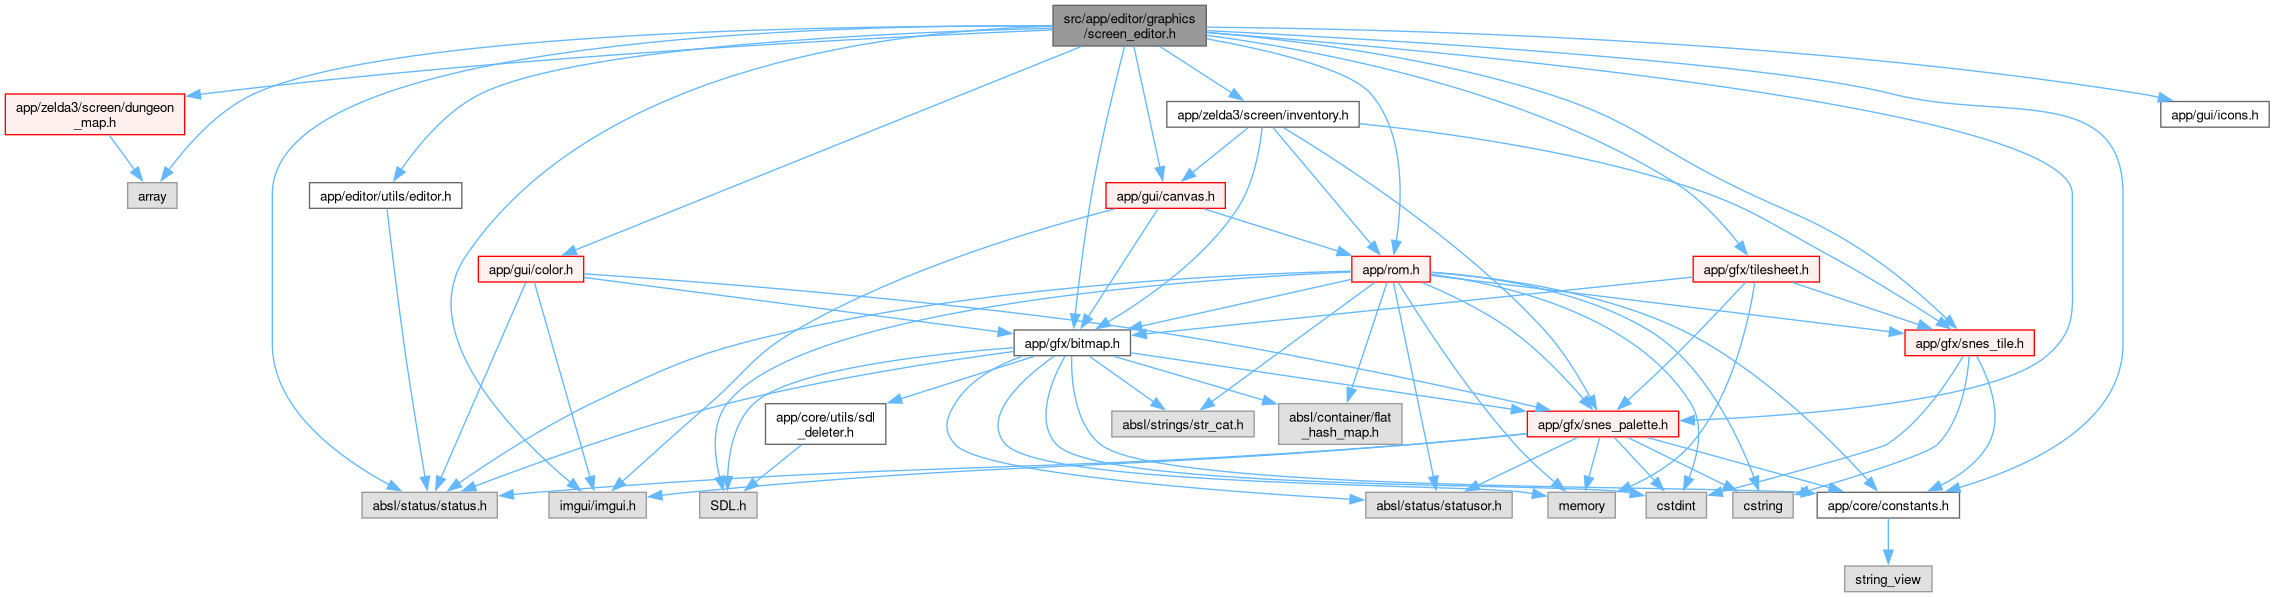 src/app/editor/graphics
/screen_editor.h
app/zelda3/screen/dungeon
_map.h
app/zelda3/screen/inventory.h
app/gui/icons.h
array
app/editor/utils/editor.h
app/gui/canvas.h
app/gui/color.h
app/rom.h
app/gfx/tilesheet.h
app/gfx/bitmap.h
app/gfx/snes_tile.h
app/core/utils/sdl
_deleter.h
absl/strings/str_cat.h
absl/container/flat
_hash_map.h
app/gfx/snes_palette.h
absl/status/status.h
imgui/imgui.h
SDL.h
absl/status/statusor.h
memory
cstdint
cstring
app/core/constants.h
string_view